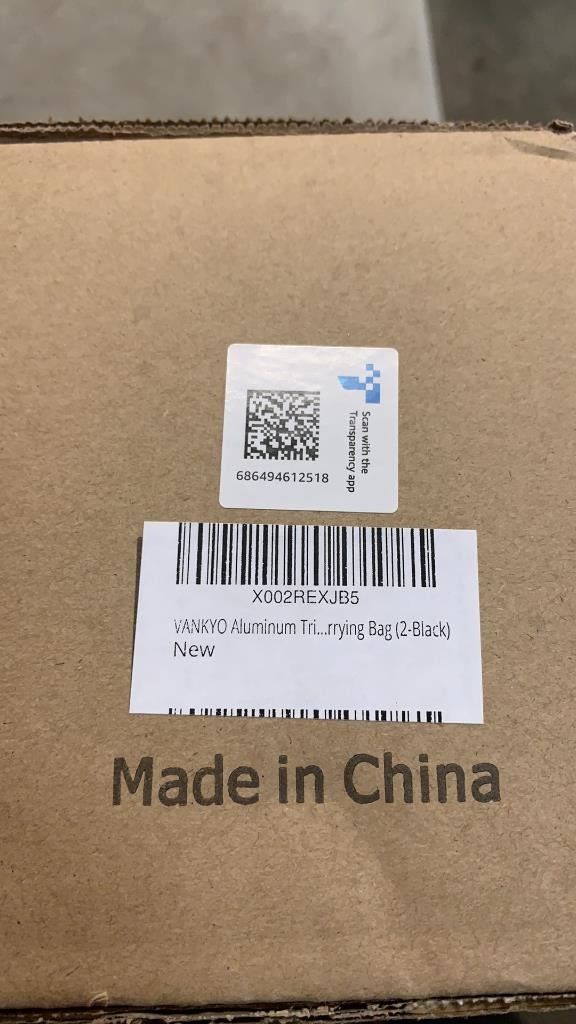 Scan with the
Transparency app
686494612518
X002REXJB5
VANKYO Aluminum Tri...rrying Bag (2-Black)
New
Made in China